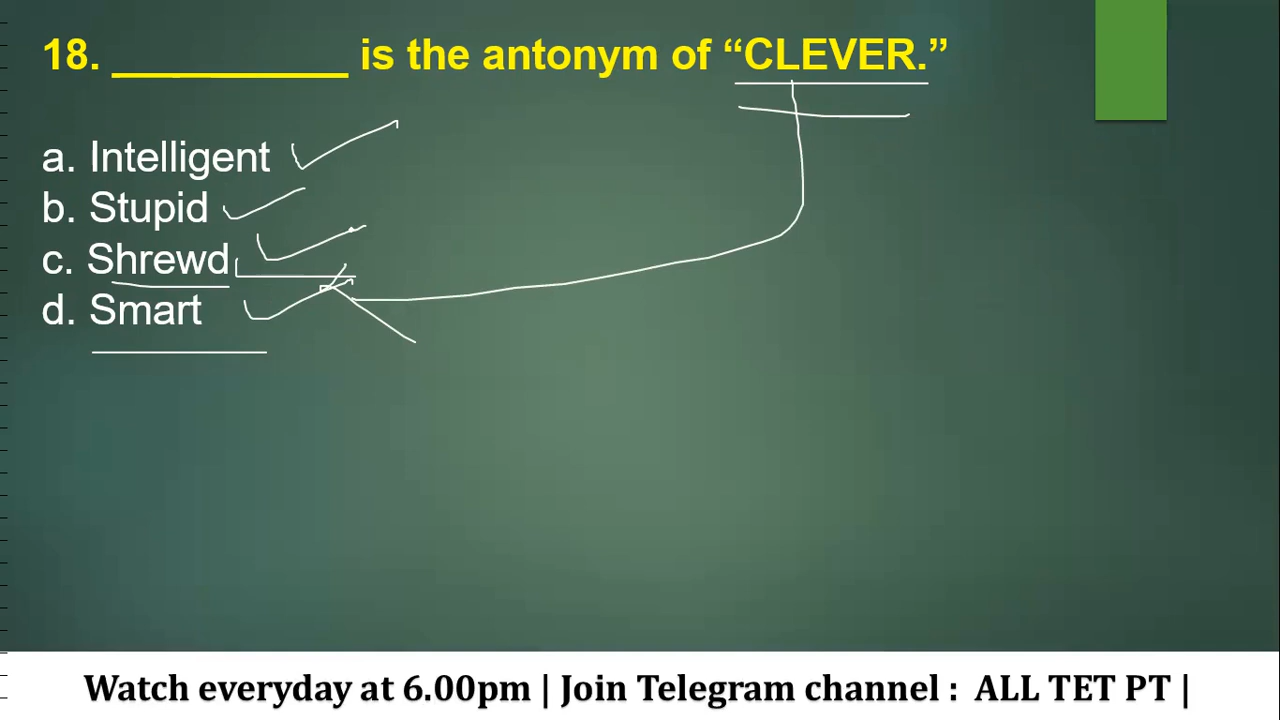 18. __________ is the antonym of “CLEVER.”
a. Intelligent
b. Stupid
c. Shrewd
d. Smart
Watch everyday at 6.00pm | Join Telegram channel : ALL TET PT |